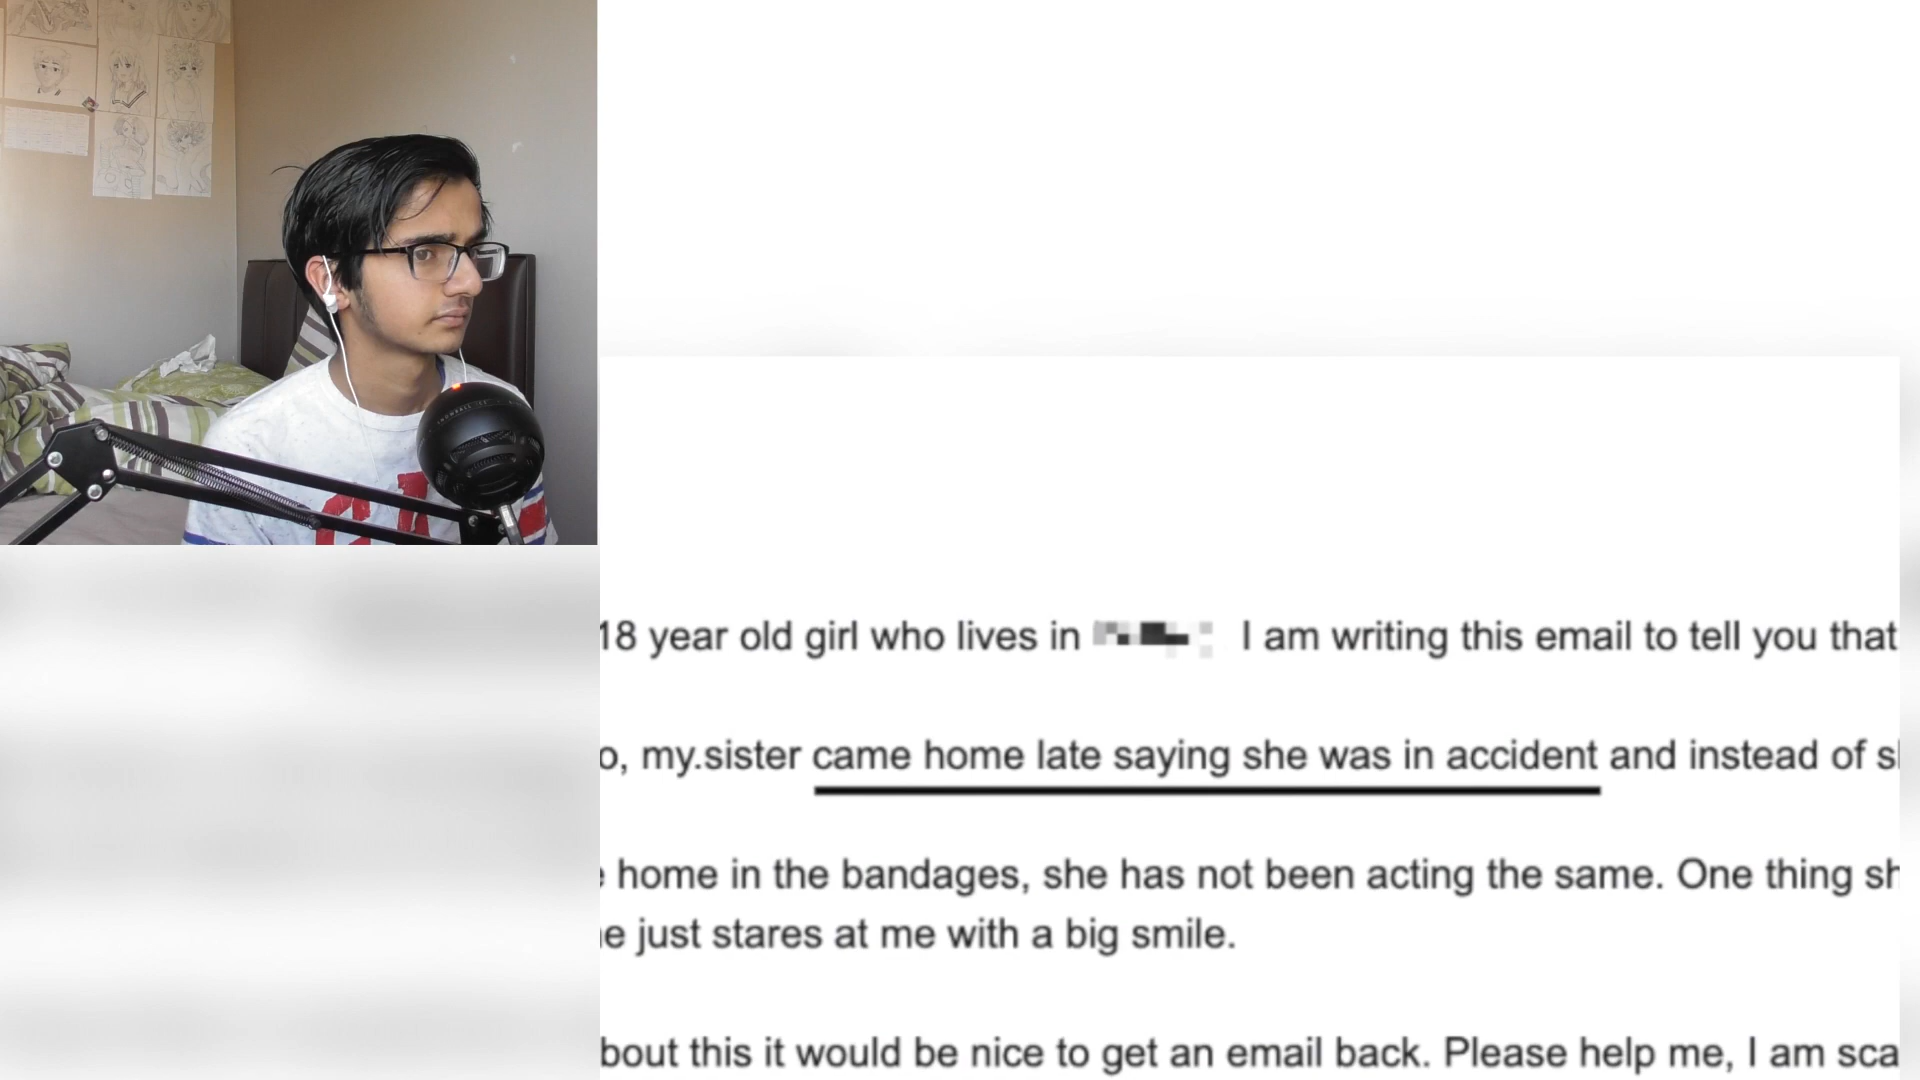 18 year old girl who lives in I am writing this email to tell you that
o, my.sister came home late saying she was in accident and instead of
home in the bandages, she has not been acting the same. One thing
just stares at me with a big smile.
bout this it would be nice to get an email back. Please help me, I am